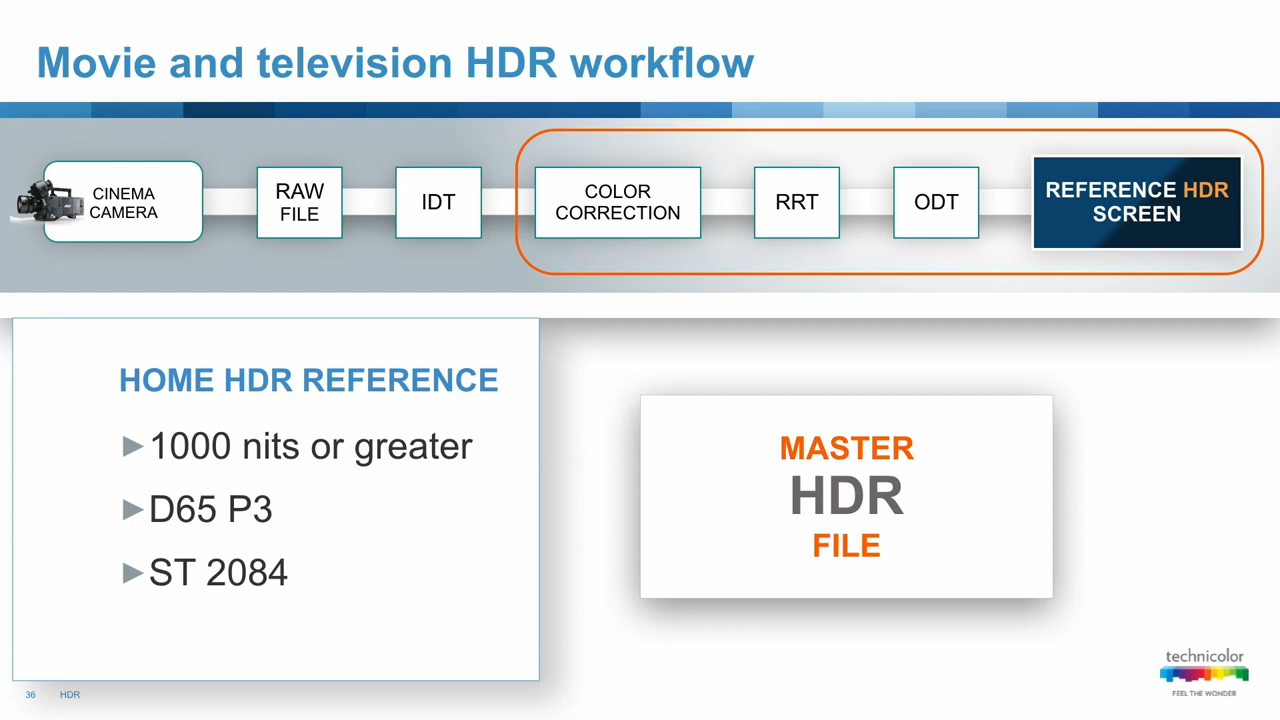 Movie and television HDR workflow
CINEMA
CAMERA
RAW
FILE
IDT
COLOR
CORRECTION
RRT
ODT
REFERENCE HDR
SCREEN
HOME HDR REFERENCE
►1000 nits or greater
►D65 P3
►ST 2084
MASTER
HDR
FILE
technicolor
FEEL THE WONDER
36 HDR